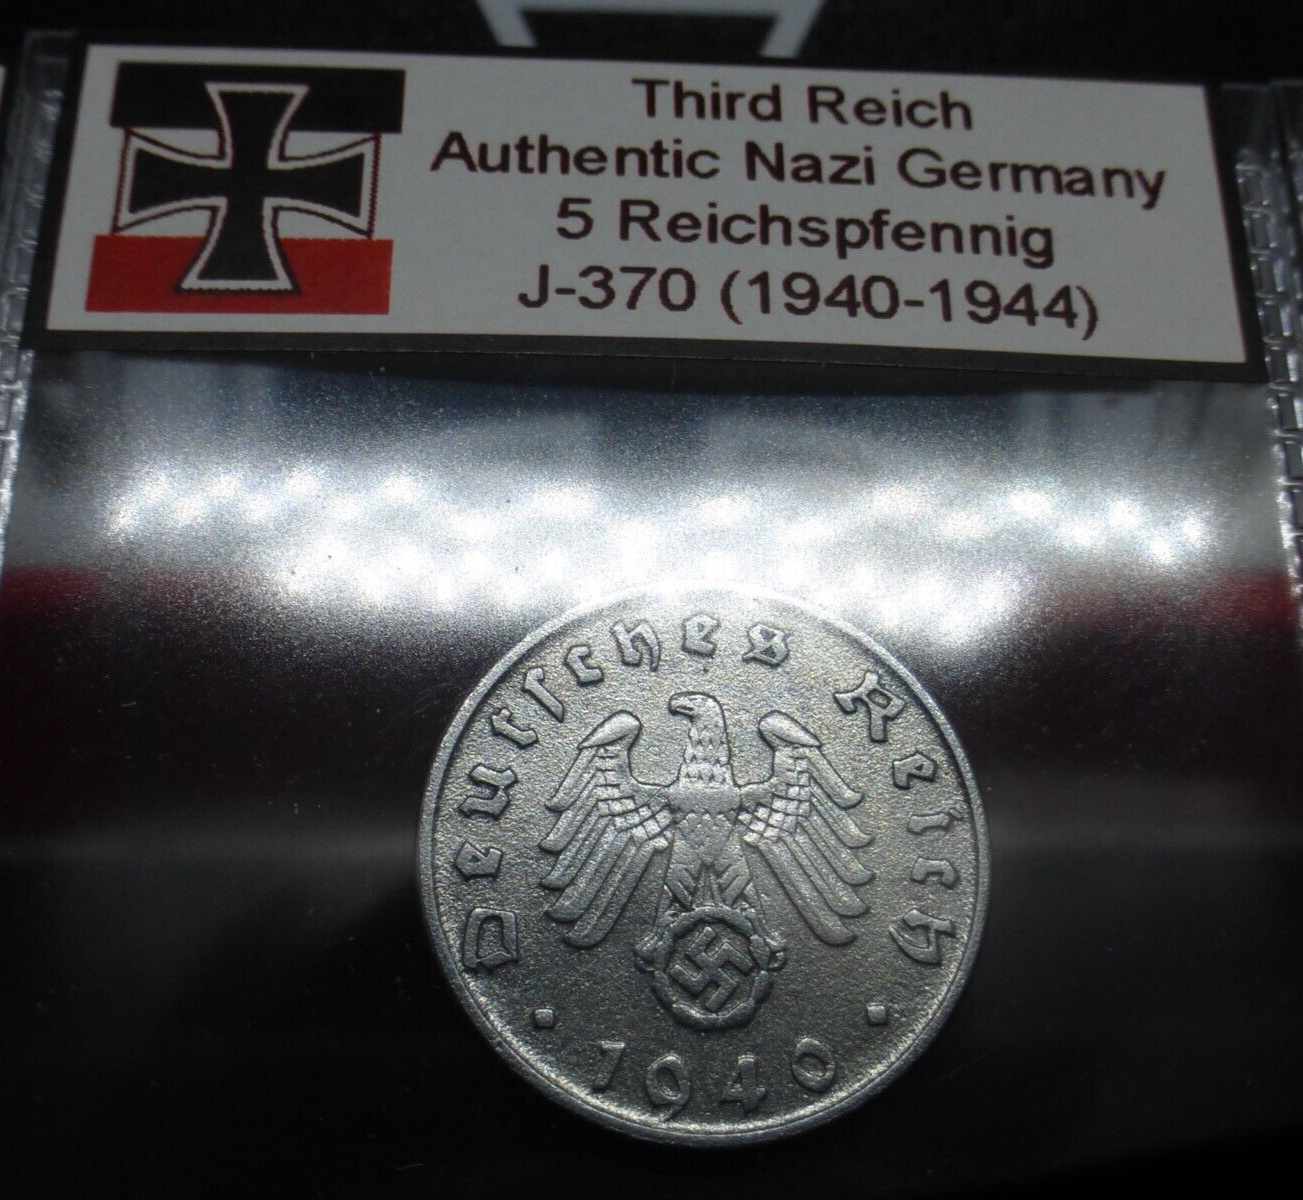 Third Reich
Authentic Nazi Germany
5 Reichspfennig
J-370 (1940-1944)
Deutsches Reich
1940